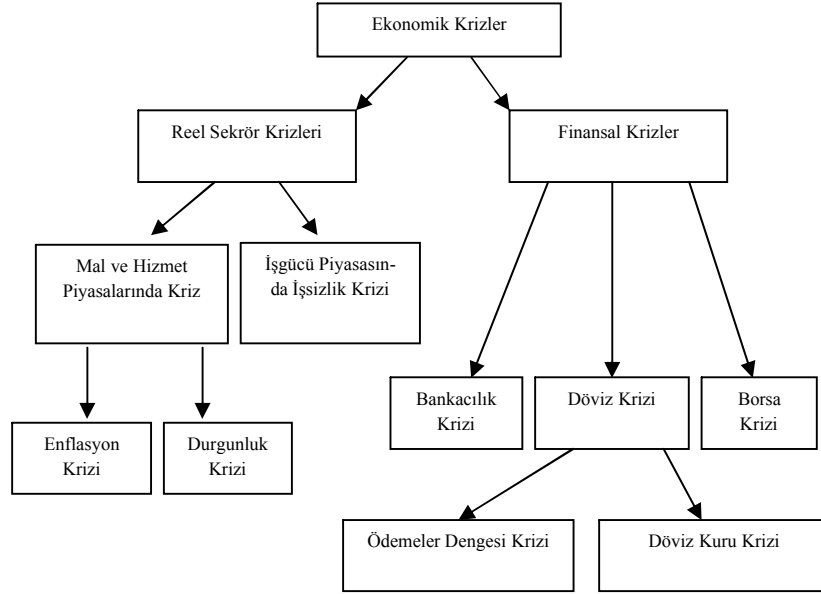 Ekonomik Krizler
Reel Sekrör Krizleri
Finansal Krizler
Mal ve Hizmet
Piyasalarında Kriz
İşgücü Piyasasın-
da İşsizlik Krizi
Bankacılık
Krizi
Döviz Krizi
Borsa
Krizi
Enflasyon
Krizi
Durgunluk
Krizi
Ödemeler Dengesi Krizi
Döviz Kuru Krizi